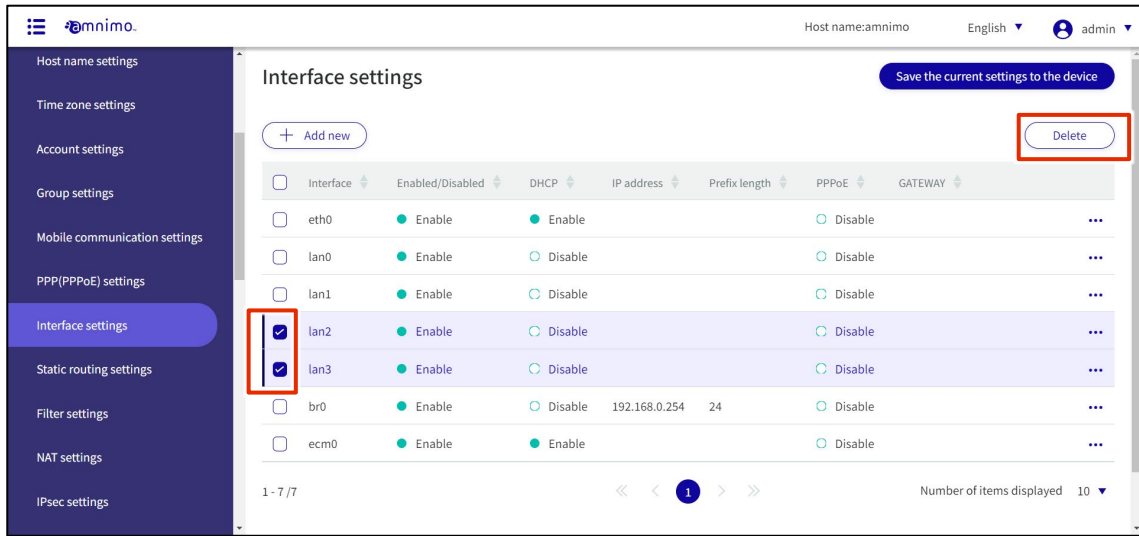 amnimo
Host name:amnimo
English
admin
Host name settings
Time zone settings
Account settings
Group settings
Mobile communication settings
PPP(PPPoE) settings
Interface settings
Static routing settings
Filter settings
NAT settings
IPsec settings
Interface settings
Save the current settings to the device
+ Add new
Delete
Interface Enabled/Disabled DHCP IP address Prefix length PPPoE GATEWAY
eth0 Enable Enable Disable ...
lan0 Enable Disable Disable ...
lan1 Enable Disable Disable ...
lan2 Enable Disable Disable ...
lan3 Enable Disable Disable ...
br0 Enable Disable 192.168.0.254 24 Disable ...
ecm0 Enable Enable Disable ...
1 - 7 /7
« < 1 > »
Number of items displayed 10